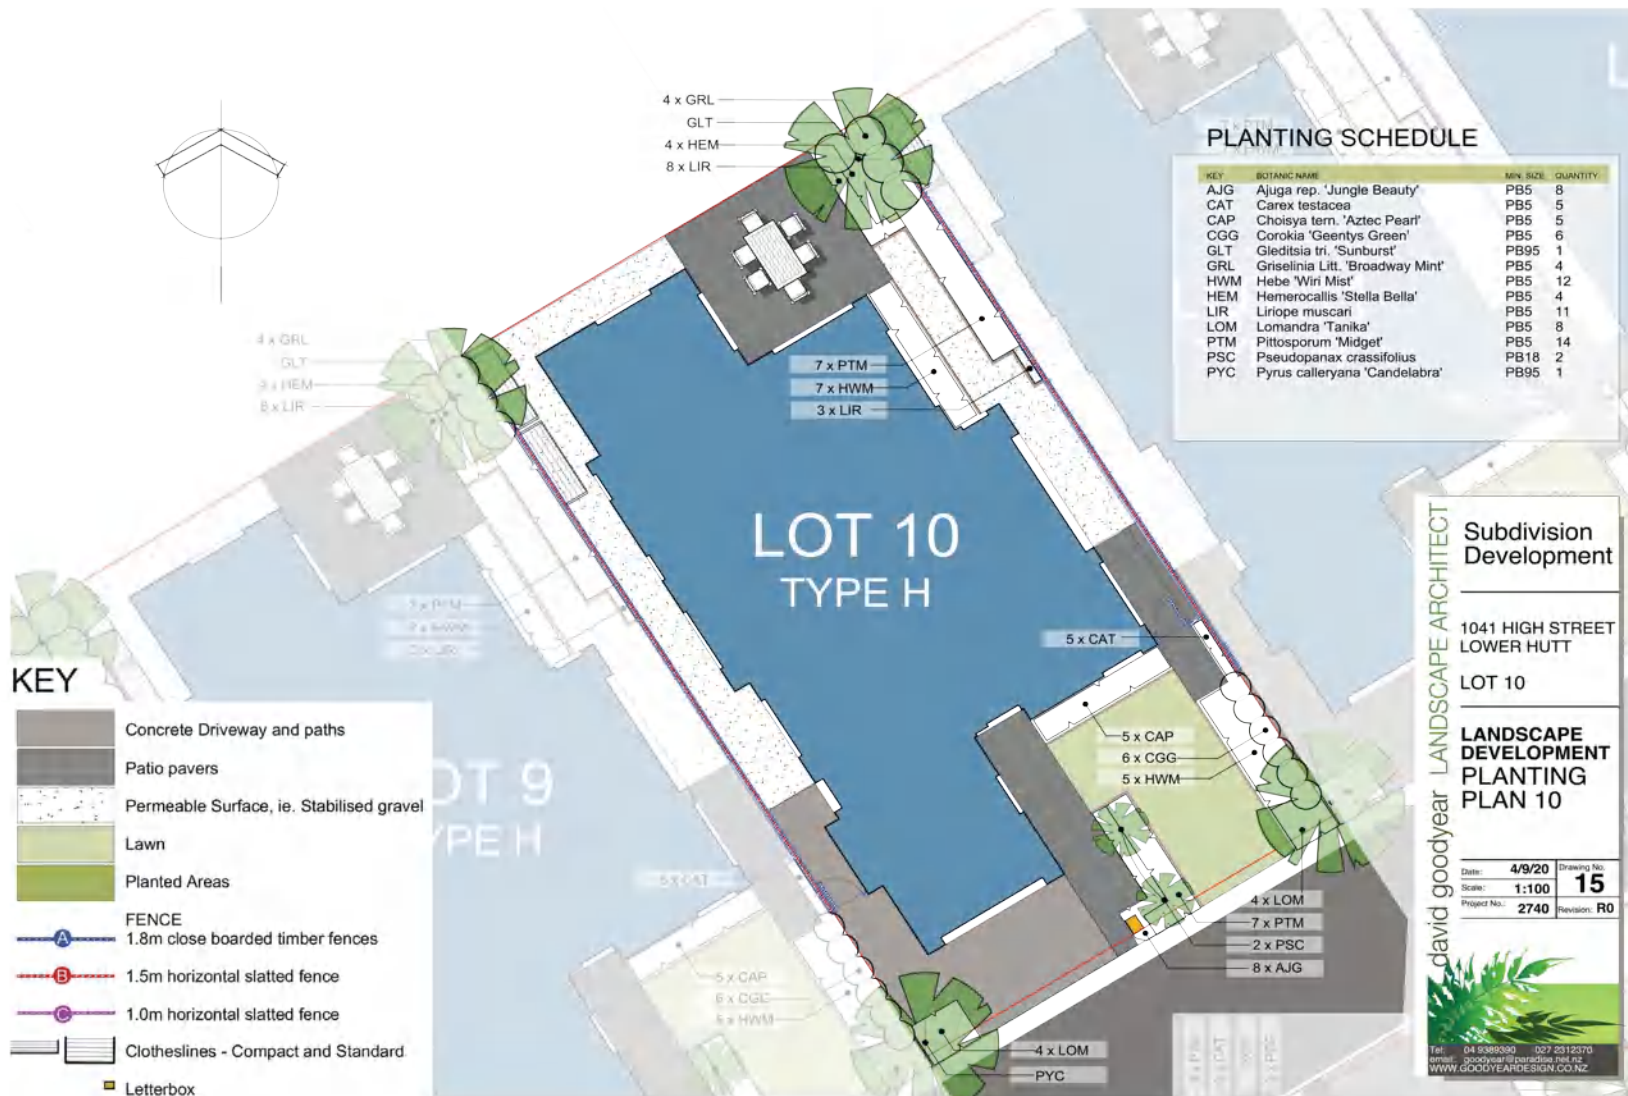 4 x GRL
GLT
4 x HEM
8 x LIR
PLANTING SCHEDULE
KEY BOTANIC NAME MIN. SIZE QUANTITY
AJG Ajuga rep. 'Jungle Beauty' PB5 8
CAT Carex testacea PB5 5
CAP Choisya tern. 'Aztec Pearl' PB5 5
CGG Corokia 'Geentys Green' PB5 6
GLT Gleditsia tri. 'Sunburst' PB95 1
GRL Griselinia Litt. 'Broadway Mint' PB5 4
HWM Hebe 'Wiri Mist' PB5 12
HEM Hemerocallis 'Stella Bella' PB5 4
LIR Liriope muscari PB5 11
LOM Lomandra 'Tanika' PB5 8
PTM Pittosporum 'Midget' PB5 14
PSC Pseudopanax crassifolius PB18 2
PYC Pyrus calleryana 'Candelabra' PB95 1
4 x GRL
GLT
x HEM
x LIR
7 x PTM
7 x HWM
3 x LIR
LOT 10
TYPE H
5 x CAT
5 x CAP
6 x CGG
5 x HWM
4 x LOM
7 x PTM
2 x PSC
8 x AJG
4 x LOM
PYC
OT 9
YPE H
5 x CAT
5 x CAP
6 x CGG
5 x HWM
KEY
Concrete Driveway and paths
Patio pavers
Permeable Surface, ie. Stabilised gravel
Lawn
Planted Areas
FENCE
A 1.8m close boarded timber fences
B 1.5m horizontal slatted fence
C 1.0m horizontal slatted fence
Clotheslines - Compact and Standard
Letterbox
david goodyear LANDSCAPE ARCHITECT
Subdivision
Development
1041 HIGH STREET
LOWER HUTT
LOT 10
LANDSCAPE
DEVELOPMENT
PLANTING
PLAN 10
Date: 4/9/20 Drawing No.
Scale: 1:100 15
Project No.: 2740 Revision: R0
Tel: 04 9389390 027 2312370
email: goodyear@paradise.net.nz
WWW.GOODYEARDESIGN.CO.NZ